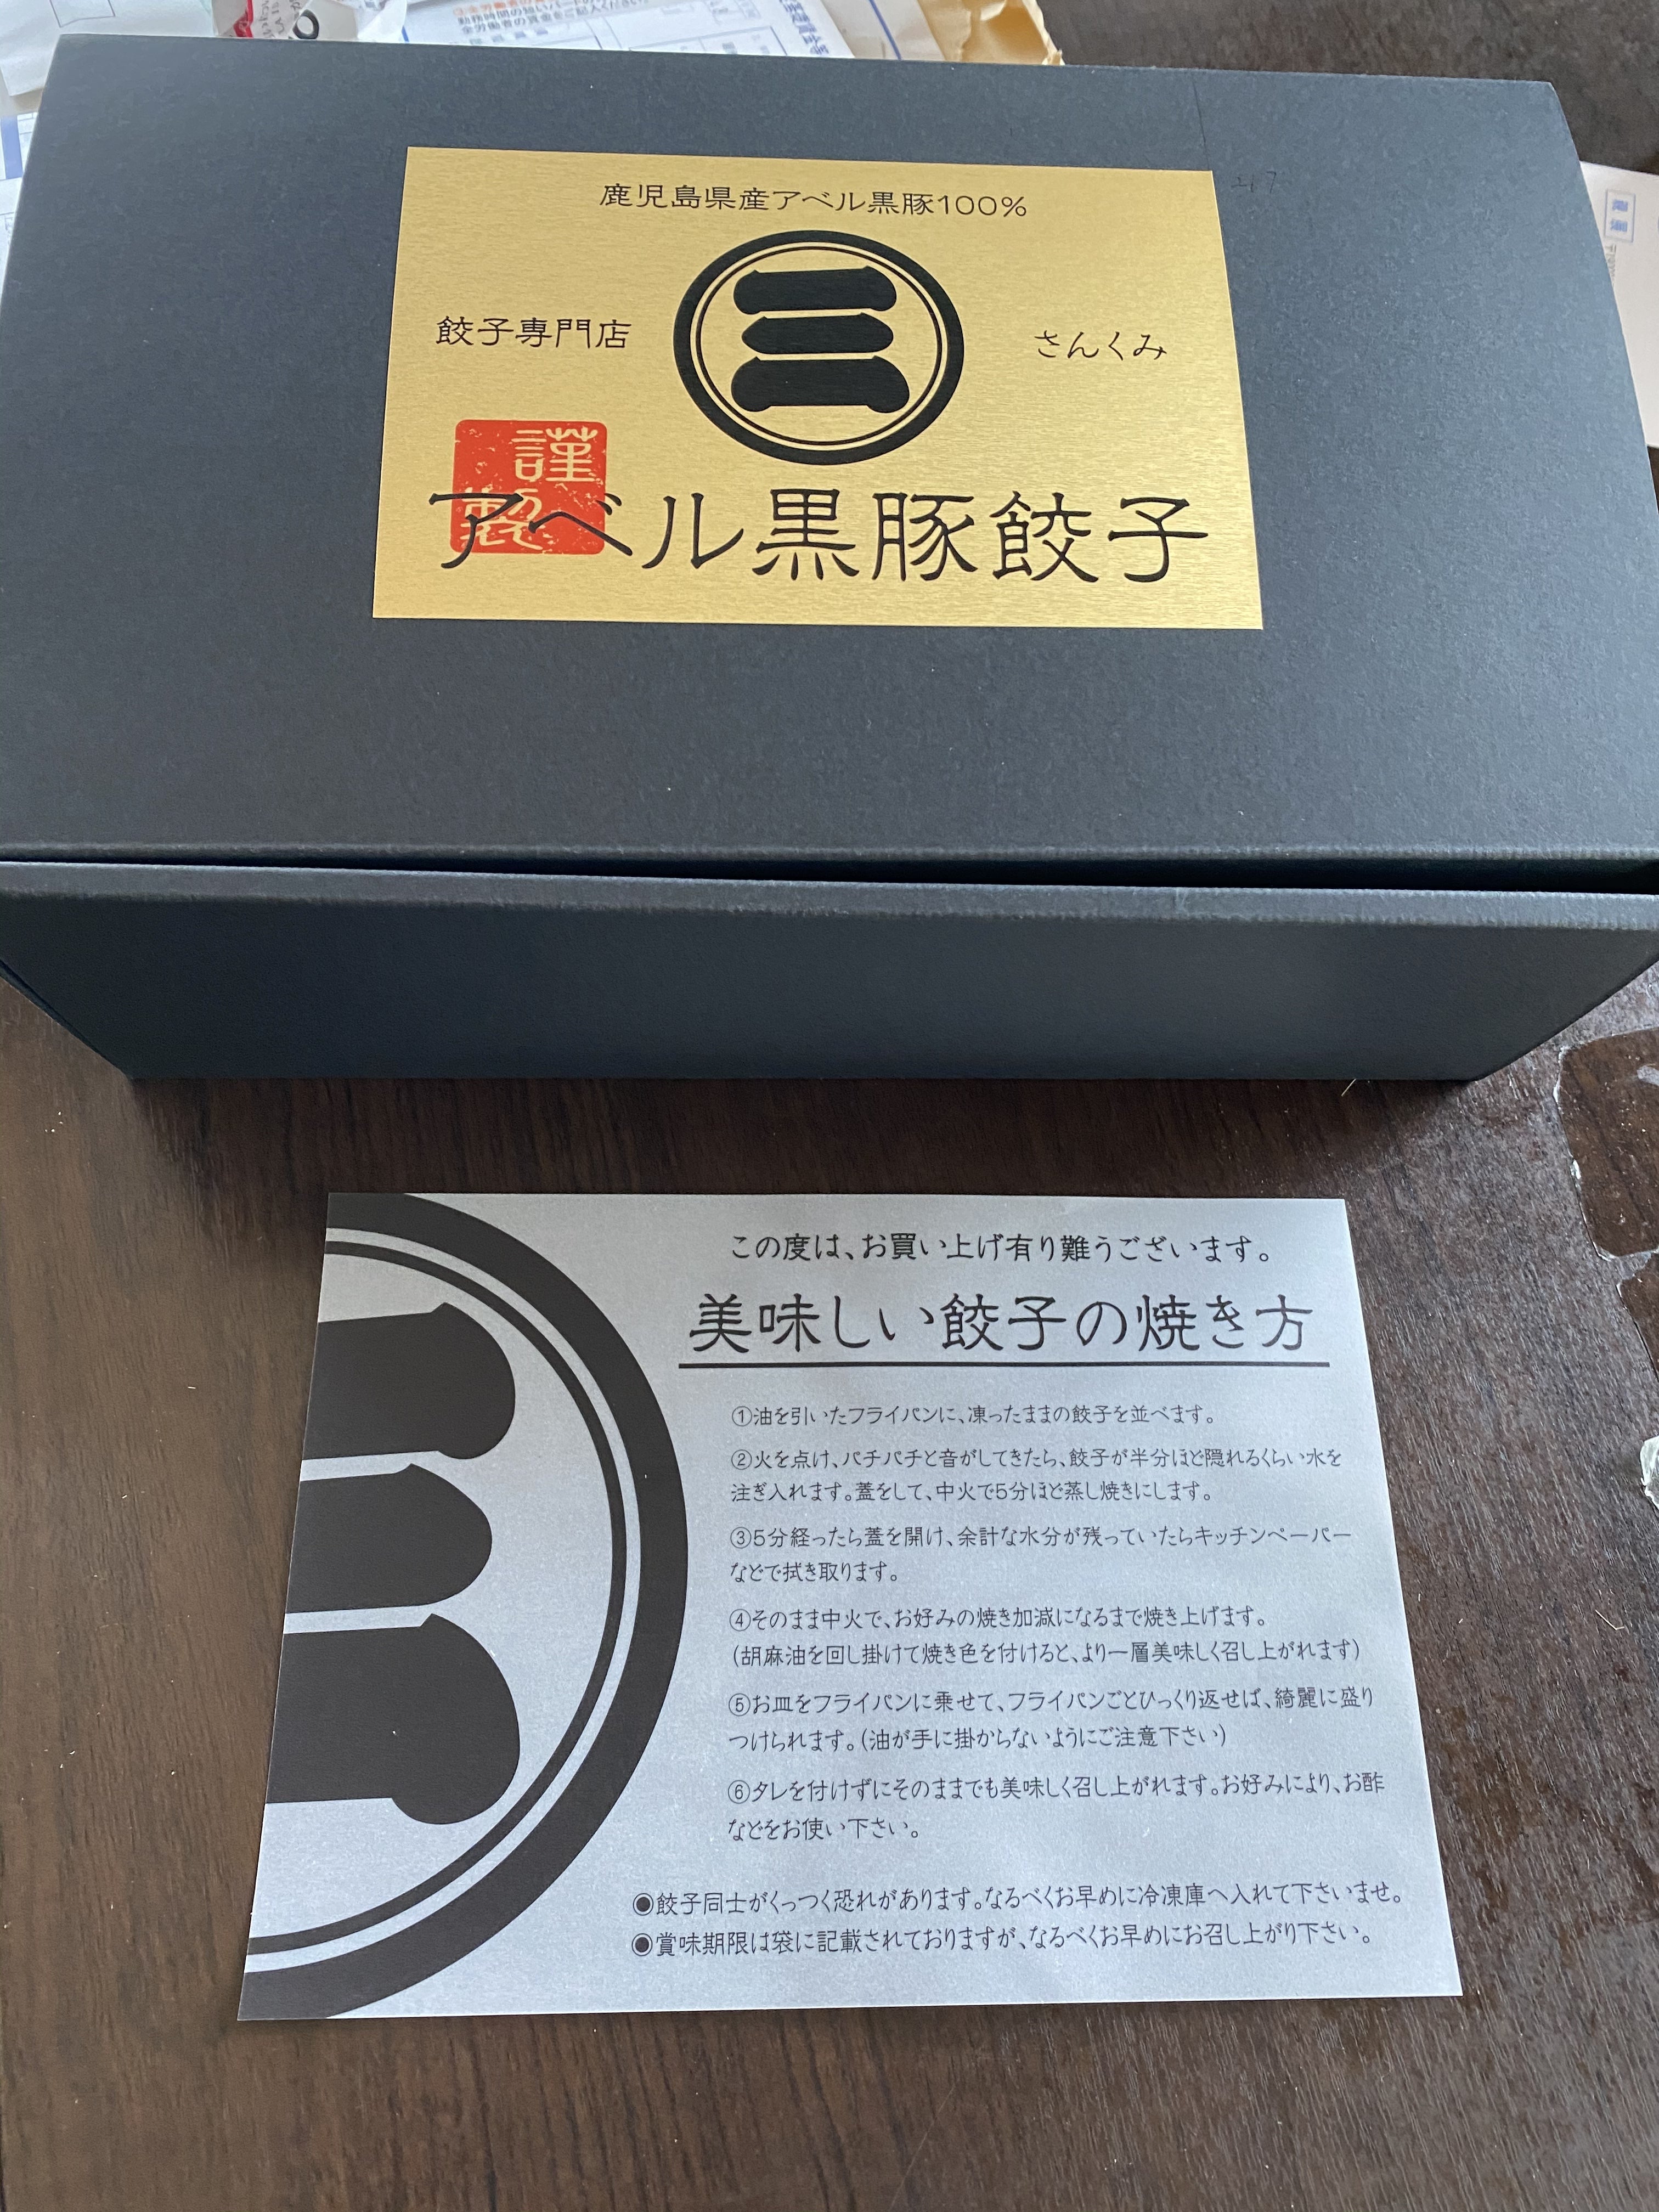 鹿児島県産アベル黒豚100%
餃子専門店
三
さんくみ
謹製
アベル黒豚餃子
この度は、お買い上げ有り難うございます。
美味しい餃子の焼き方
①油を引いたフライパンに、凍ったままの餃子を並べます。
②火を点け、パチパチと音がしてきたら、餃子が半分ほど隠れるくらい水を
注ぎ入れます。蓋をして、中火で5分ほど蒸し焼きにします。
③5分経ったら蓋を開け、余計な水分が残っていたらキッチンペーパー
などで拭き取ります。
④そのまま中火で、お好みの焼き加減になるまで焼き上げます。
(胡麻油を回し掛けて焼き色を付けると、より一層美味しく召し上がれます)
⑤お皿をフライパンに乗せて、フライパンごとひっくり返せば、綺麗に盛り
つけられます。(油が手に掛からないようにご注意下さい)
⑥タレを付けずにそのままでも美味しく召し上がれます。お好みにより、お酢
などをお使い下さい。
◉餃子同士がくっつく恐れがあります。なるべくお早めに冷凍庫へ入れて下さいませ。
◉賞味期限は袋に記載されておりますが、なるべくお早めにお召し上がり下さい。